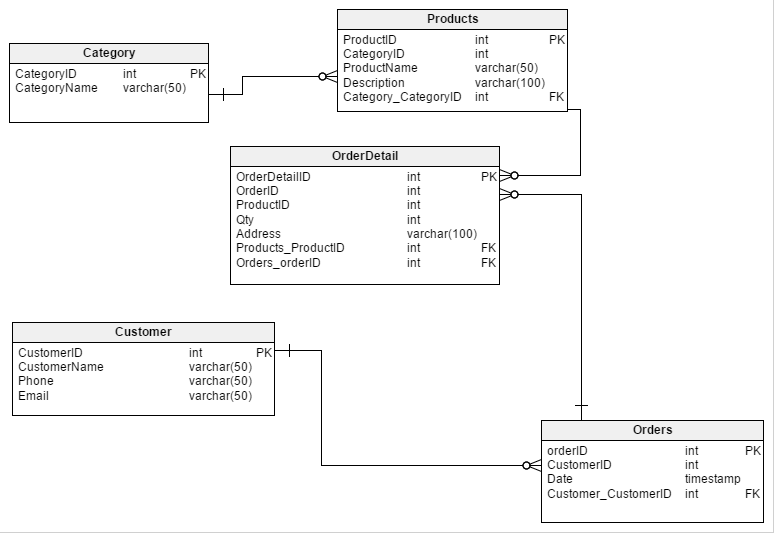 Products
ProductID int PK
CategoryID int
ProductName varchar(50)
Description varchar(100)
Category_CategoryID int FK
Category
CategoryID int PK
CategoryName varchar(50)
OrderDetail
OrderDetailID int PK
OrderID int
ProductID int
Qty int
Address varchar(100)
Products_ProductID int FK
Orders_orderID int FK
Customer
CustomerID int PK
CustomerName varchar(50)
Phone varchar(50)
Email varchar(50)
Orders
orderID int PK
CustomerID int
Date timestamp
Customer_CustomerID int FK